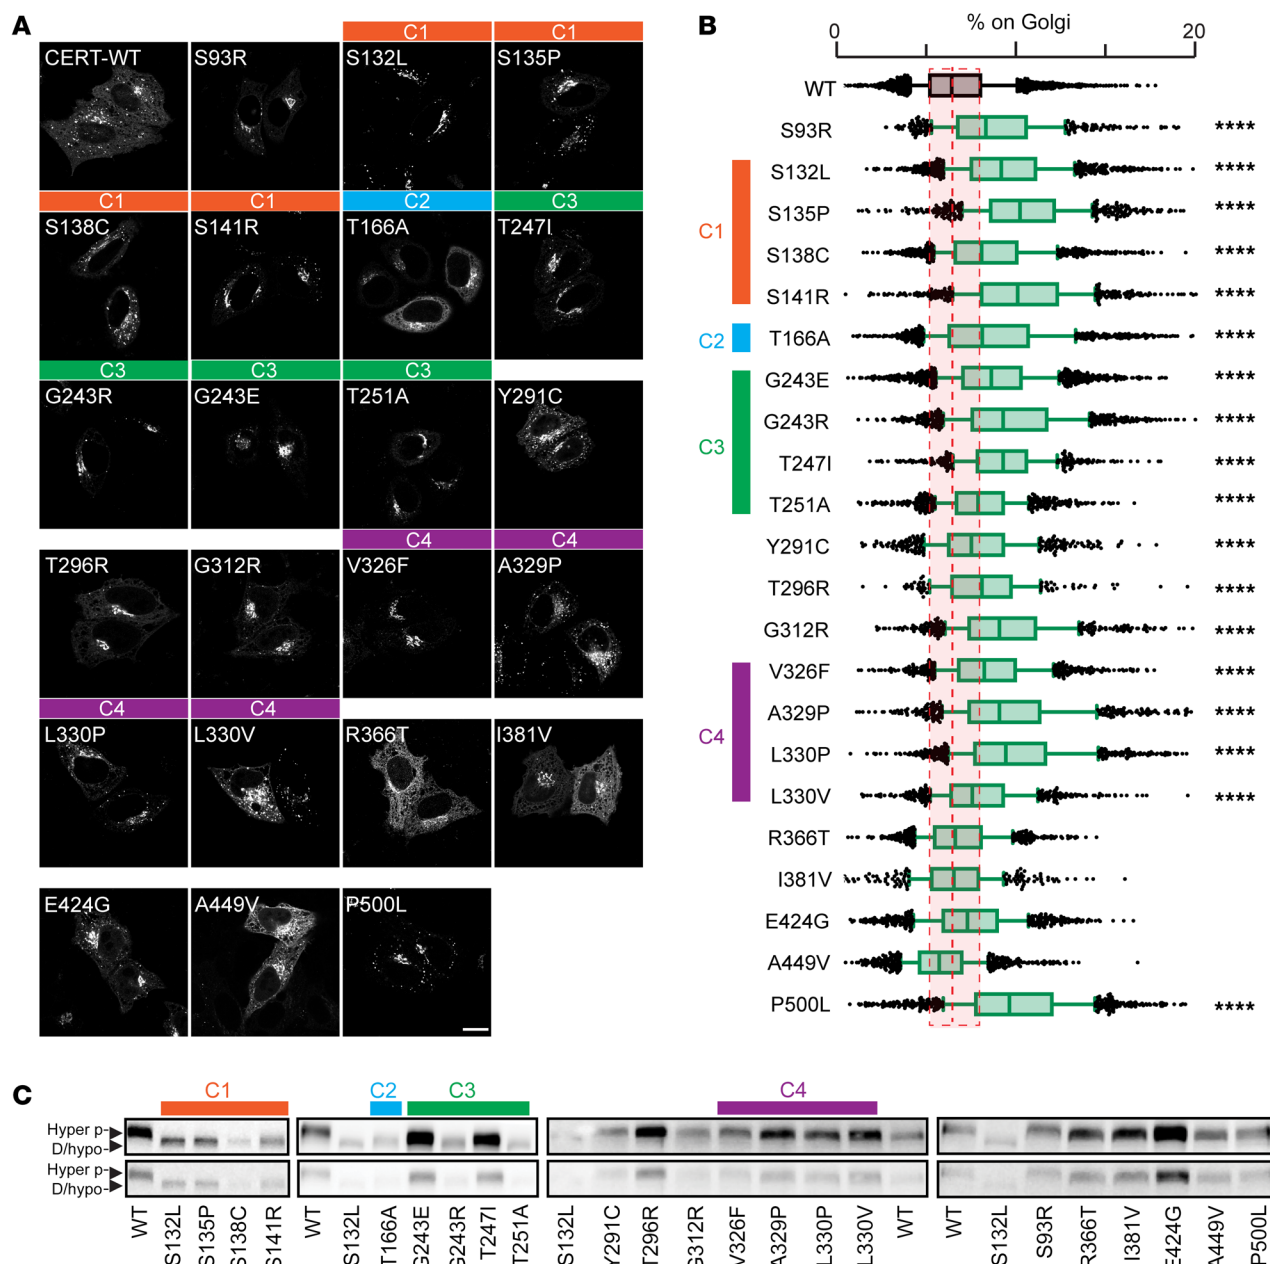 A
C1 C1
CERT-WT S93R S132L S135P
C1 C1 C2 C3
S138C S141R T166A T247I
C3 C3 C3
G243R G243E T251A Y291C
C4 C4
T296R G312R V326F A329P
C4 C4
L330P L330V R366T I381V
E424G A449V P500L
B
% on Golgi
0 20
WT
S93R ****
C1
S132L ****
S135P ****
S138C ****
S141R ****
C2
T166A ****
C3
G243E ****
G243R ****
T247I ****
T251A ****
Y291C ****
T296R ****
G312R ****
C4
V326F ****
A329P ****
L330P ****
L330V ****
R366T
I381V
E424G
A449V
P500L ****
C
C1 C2 C3 C4
Hyper p-
D/hypo-
Hyper p-
D/hypo-
WT S132L S135P S138C S141R WT S132L T166A G243E G243R T247I T251A S132L Y291C T296R G312R V326F A329P L330P L330V WT WT S132L S93R R366T I381V E424G A449V P500L